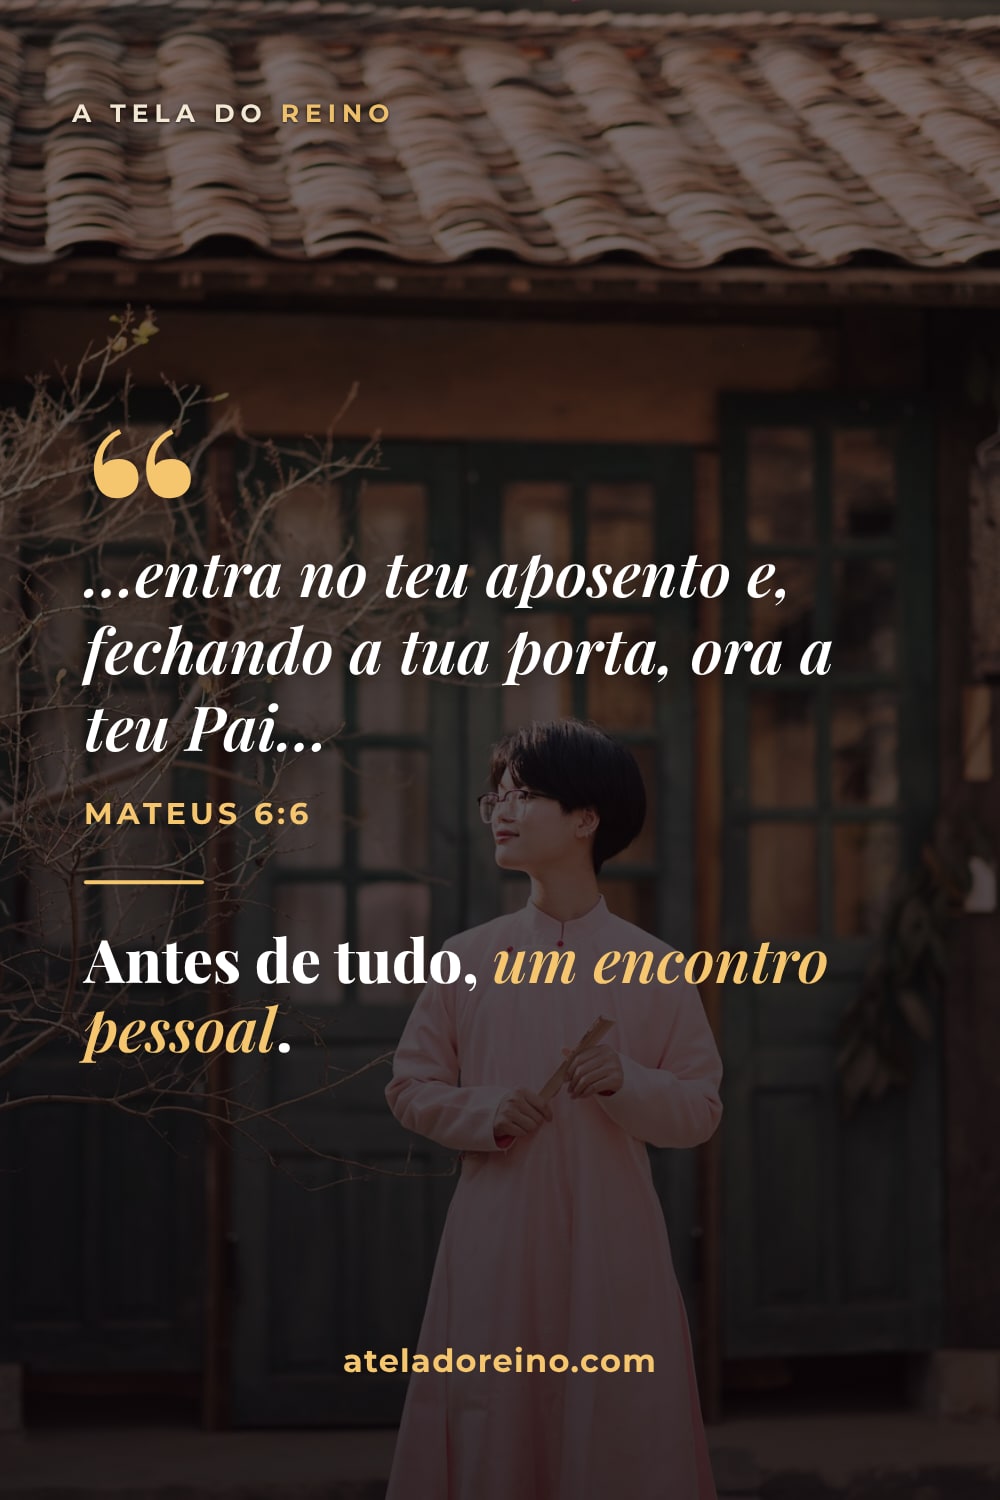 A TELA DO REINO
“
...entra no teu aposento e,
fechando a tua porta, ora a
teu Pai...
MATEUS 6:6
Antes de tudo, um encontro
pessoal.
ateladoreino.com